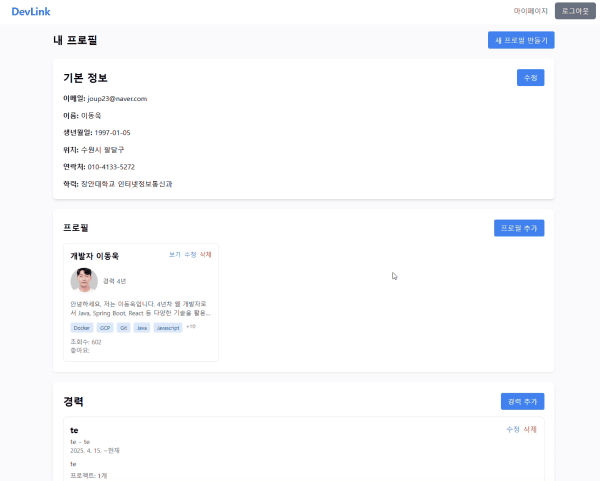 DevLink
마이페이지
로그아웃
내 프로필
새 프로필 만들기
기본 정보
수정
이메일: joup23@naver.com
이름: 이동욱
생년월일: 1997-01-05
위치: 수원시 팔달구
연락처: 010-4133-5272
학력: 장안대학교 인터넷정보통신과
프로필
프로필 추가
개발자 이동욱
보기 수정 삭제
경력 4년
안녕하세요, 저는 이동욱입니다. 4년차 웹 개발자로
서 Java, Spring Boot, React 등 다양한 기술을 활용...
Docker GCP Git Java Javascript +10
조회수: 602
좋아요:
경력
경력 추가
te
수정 삭제
te - te
2025. 4. 15. ~현재
te
프로젝트: 1개